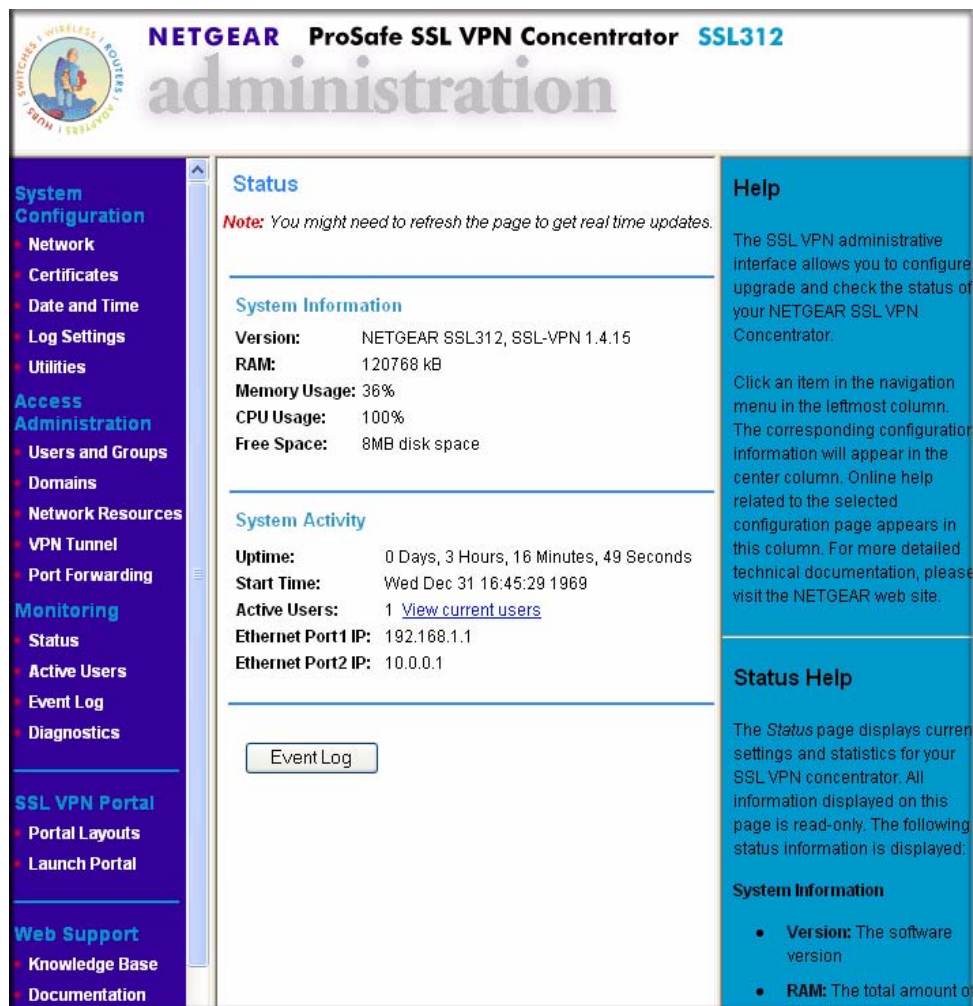 SWITCHES | WIRELESS | ROUTERS | ADAPTERS | HUBS
NETGEAR ProSafe SSL VPN Concentrator SSL312
administration
System
Configuration
Network
Certificates
Date and Time
Log Settings
Utilities
Access
Administration
Users and Groups
Domains
Network Resources
VPN Tunnel
Port Forwarding
Monitoring
Status
Active Users
Event Log
Diagnostics
SSL VPN Portal
Portal Layouts
Launch Portal
Web Support
Knowledge Base
Documentation
Status
Note: You might need to refresh the page to get real time updates.
System Information
Version: NETGEAR SSL312, SSL-VPN 1.4.15
RAM: 120768 kB
Memory Usage: 36%
CPU Usage: 100%
Free Space: 8MB disk space
System Activity
Uptime: 0 Days, 3 Hours, 16 Minutes, 49 Seconds
Start Time: Wed Dec 31 16:45:29 1969
Active Users: 1 View current users
Ethernet Port1 IP: 192.168.1.1
Ethernet Port2 IP: 10.0.0.1
Event Log
Help
The SSL VPN administrative
interface allows you to configure
upgrade and check the status of
your NETGEAR SSL VPN
Concentrator.
Click an item in the navigation
menu in the leftmost column.
The corresponding configuration
information will appear in the
center column. Online help
related to the selected
configuration page appears in
this column. For more detailed
technical documentation, please
visit the NETGEAR web site.
Status Help
The Status page displays curren
settings and statistics for your
SSL VPN concentrator. All
information displayed on this
page is read-only. The following
status information is displayed:
System Information
Version: The software
version
RAM: The total amount o